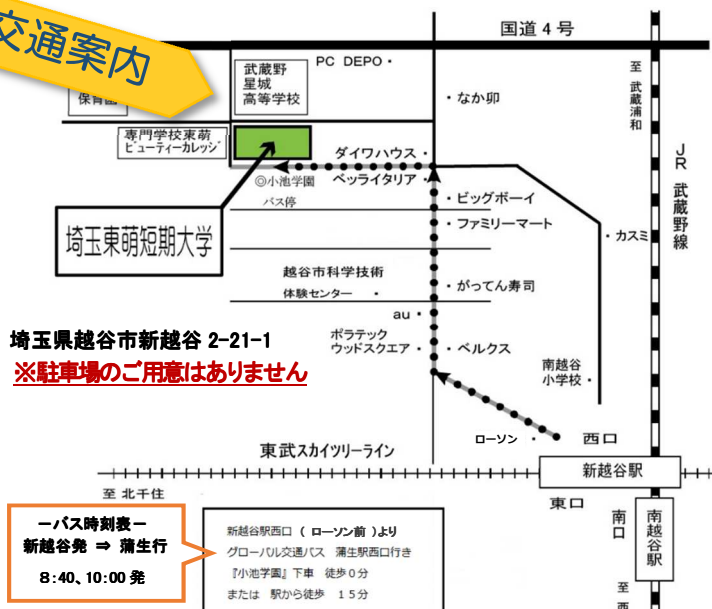 交通案内
国道4号
保育園
武蔵野
星城
高等学校
PC DEPO・
・なか卯
至 武蔵浦和
JR 武蔵野線
専門学校東萌
ビューティーカレッジ
ダイワハウス・
◎小池学園
バス停
ベッライタリア・
・ビッグボーイ
・ファミリーマート
・カスミ
埼玉東萌短期大学
越谷市科学技術
体験センター ・
・がってん寿司
au・
ポラテック
ウッドスクエア・
・ベルクス
埼玉県越谷市新越谷 2-21-1
※駐車場のご用意はありません
南越谷
小学校・
ローソン ・
西口
東武スカイツリーライン
新越谷駅
至 北千住
東口
南口
南越谷駅
至 西
－バス時刻表－
新越谷発 ⇒ 蒲生行
8:40、10:00 発
新越谷駅西口（ ローソン前 ）より
グローバル交通バス 蒲生駅西口行き
『小池学園』下車 徒歩０分
または 駅から徒歩 １５分